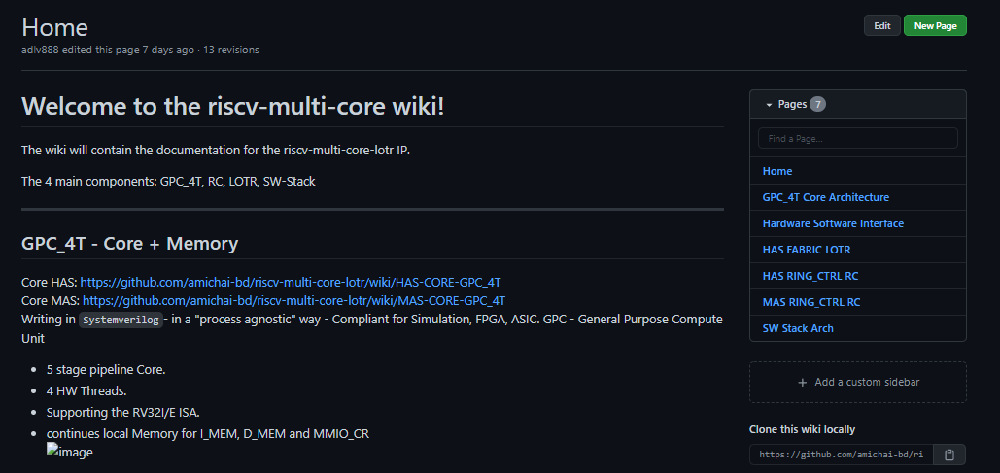 Home
adlv888 edited this page 7 days ago · 13 revisions
Edit
New Page
Welcome to the riscv-multi-core wiki!
The wiki will contain the documentation for the riscv-multi-core-lotr IP.
The 4 main components: GPC_4T, RC, LOTR, SW-Stack
GPC_4T - Core + Memory
Core HAS: https://github.com/amichai-bd/riscv-multi-core-lotr/wiki/HAS-CORE-GPC_4T
Core MAS: https://github.com/amichai-bd/riscv-multi-core-lotr/wiki/MAS-CORE-GPC_4T
Writing in Systemverilog - in a "process agnostic" way - Compliant for Simulation, FPGA, ASIC. GPC - General Purpose Compute
Unit
• 5 stage pipeline Core.
• 4 HW Threads.
• Supporting the RV32I/E ISA.
• continues local Memory for I_MEM, D_MEM and MMIO_CR
image
Pages 7
Find a Page...
Home
GPC_4T Core Architecture
Hardware Software Interface
HAS FABRIC LOTR
HAS RING_CTRL RC
MAS RING_CTRL RC
SW Stack Arch
+ Add a custom sidebar
Clone this wiki locally
https://github.com/amichai-bd/ri